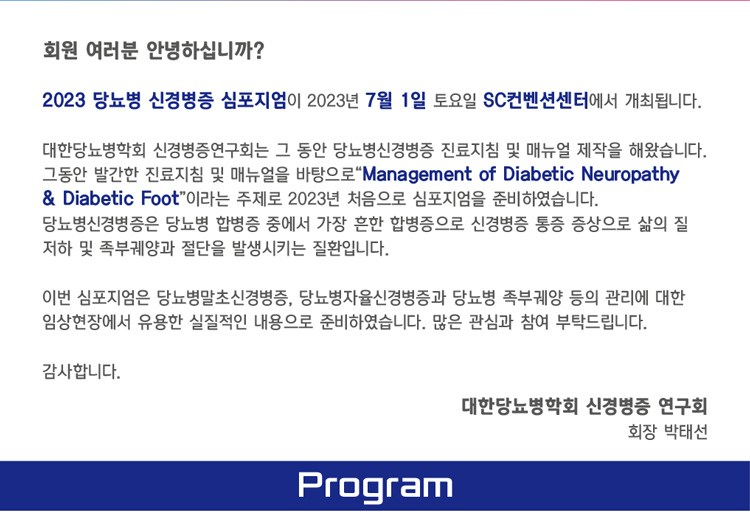 회원 여러분 안녕하십니까?
2023 당뇨병 신경병증 심포지엄이 2023년 7월 1일 토요일 SC컨벤션센터에서 개최됩니다.
대한당뇨병학회 신경병증연구회는 그 동안 당뇨병신경병증 진료지침 및 매뉴얼 제작을 해왔습니다.
그동안 발간한 진료지침 및 매뉴얼을 바탕으로“Management of Diabetic Neuropathy
& Diabetic Foot”이라는 주제로 2023년 처음으로 심포지엄을 준비하였습니다.
당뇨병신경병증은 당뇨병 합병증 중에서 가장 흔한 합병증으로 신경병증 통증 증상으로 삶의 질
저하 및 족부궤양과 절단을 발생시키는 질환입니다.
이번 심포지엄은 당뇨병말초신경병증, 당뇨병자율신경병증과 당뇨병 족부궤양 등의 관리에 대한
임상현장에서 유용한 실질적인 내용으로 준비하였습니다. 많은 관심과 참여 부탁드립니다.
감사합니다.
대한당뇨병학회 신경병증 연구회
회장 박태선
Program